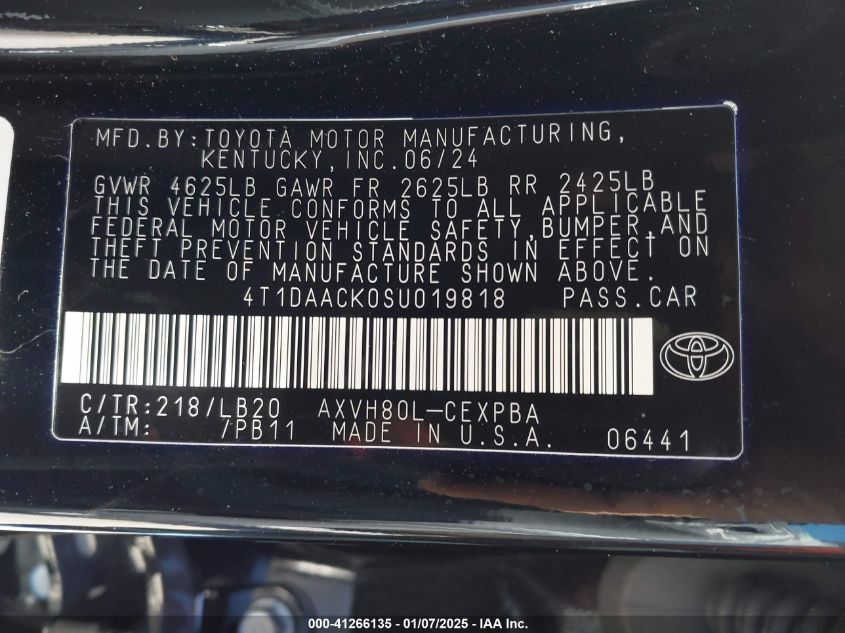 MFD.BY:TOYOTA MOTOR MANUFACTURING,
KENTUCKY,INC.06/24
GVWR 4625LB GAWR FR 2625LB RR 2425LB
THIS VEHICLE CONFORMS TO ALL APPLICABLE
FEDERAL MOTOR VEHICLE SAFETY,BUMPER,AND
THEFT PREVENTION STANDARDS IN EFFECT ON
THE DATE OF MANUFACTURE SHOWN ABOVE.
4T1DAACK0SU019818 PASS.CAR
C/TR:218/LB20 AXVH80L-CEXPBA
A/TM: 7PB11 MADE IN U.S.A. 06441
000-41266135 - 01/07/2025 - IAA Inc.